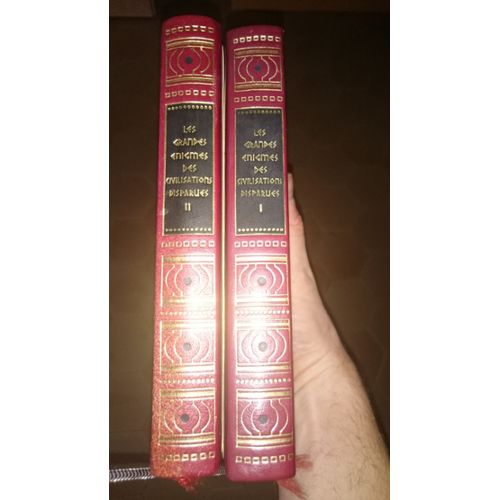 LES
GRANDES
ENIGMES
DES
CIVILISATIONS
DISPARUES
II
LES
GRANDES
ENIGMES
DES
CIVILISATIONS
DISPARUES
I